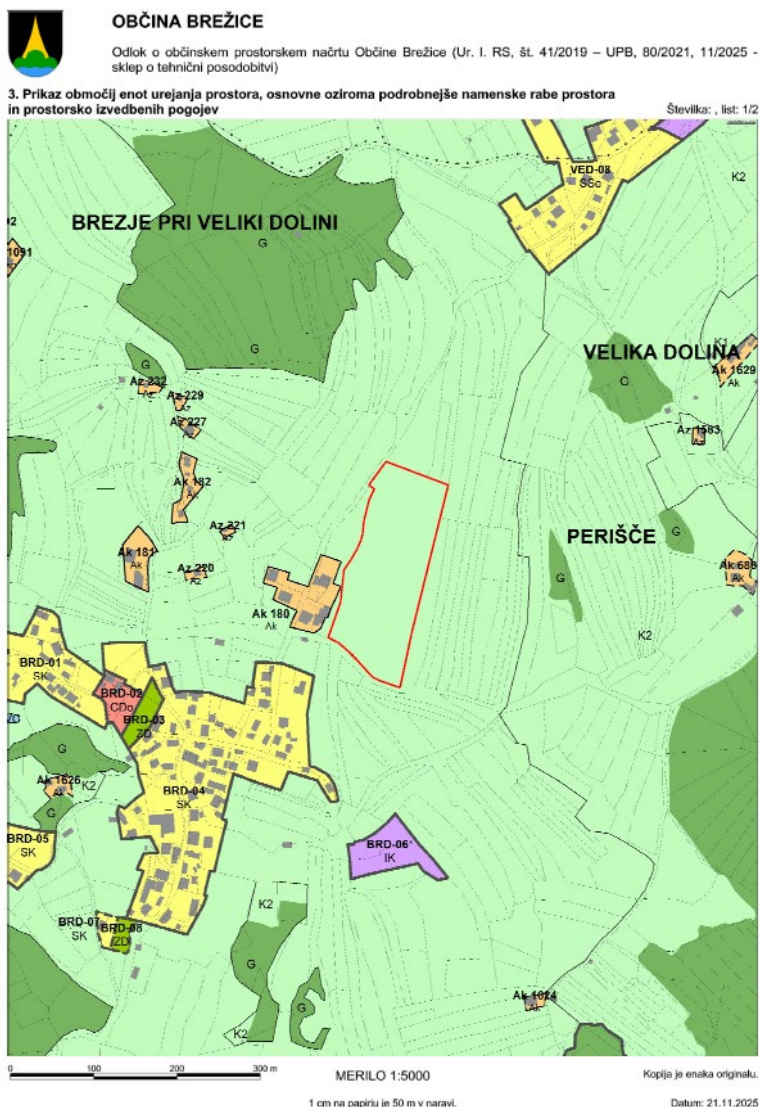 OBČINA BREŽICE
Odlok o občinskem prostorskem načrtu Občine Brežice (Ur. l. RS, št. 41/2019 – UPB, 80/2021, 11/2025 -
sklep o tehnični posodobitvi)
3. Prikaz območij enot urejanja prostora, osnovne oziroma podrobnejše namenske rabe prostora
in prostorsko izvedbenih pogojev
Številka: , list: 1/2
VED-08
SSc
K2
BREZJE PRI VELIKI DOLINI
G
1091
G
VELIKA DOLINA
K1
Ak 1629
Ak
G
G
Az 232
Az
Az 229
Az
Az 227
Az 1583
Ak 182
Ak
Az 221
Az
PERIŠČE
G
Ak 181
Ak
Az 220
Az
G
Ak 686
Ak
Ak 180
Ak
K2
BRD-01
SK
BRD-02
CDo
BRD-03
ZD
G
Ak 1626
Ak
K2
BRD-04
SK
G
BRD-05
SK
BRD-06
IK
K2
BRD-07
SK
BRD-08
ZD
G
G
Ak 1624
Ak
K2
0 100 200 300 m
MERILO 1:5000
Kopija je enaka originalu.
1 cm na papirju je 50 m v naravi.
Datum: 21.11.2025